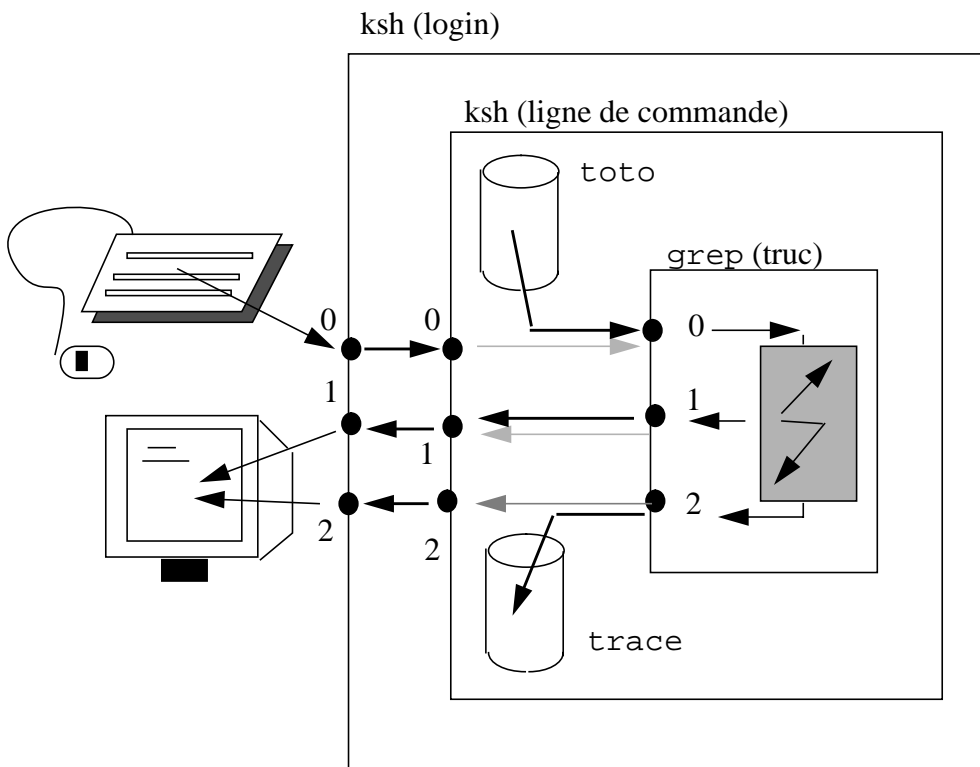 ksh (login)
ksh (ligne de commande)
toto
grep (truc)
0
0
0
1
1
1
2
2
2
trace